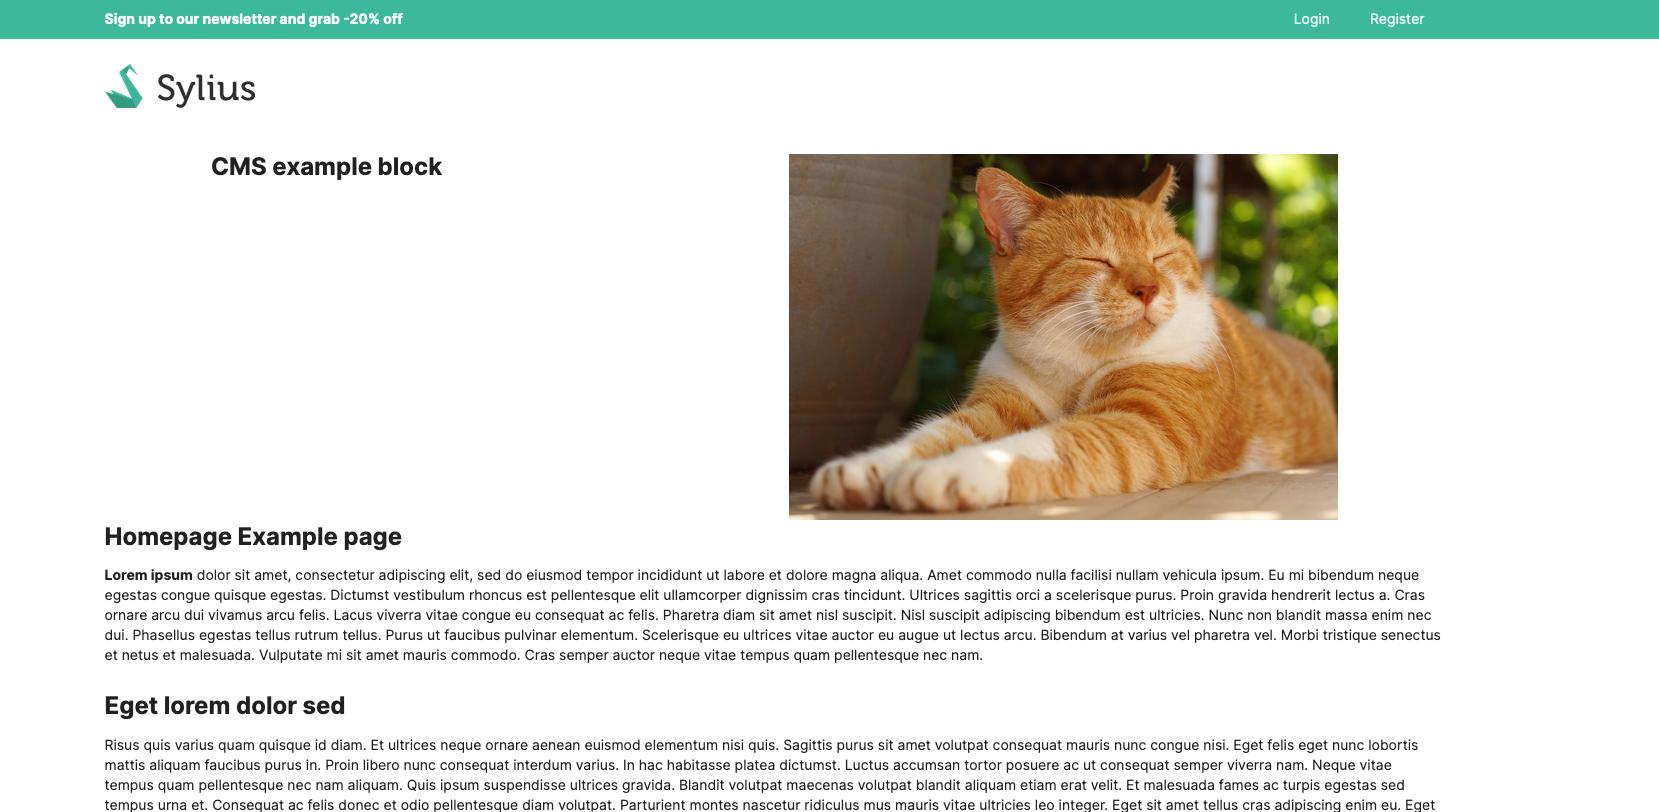 Sign up to our newsletter and grab -20% off
Login
Register
Sylius
CMS example block
Homepage Example page
Lorem ipsum dolor sit amet, consectetur adipiscing elit, sed do eiusmod tempor incididunt ut labore et dolore magna aliqua. Amet commodo nulla facilisi nullam vehicula ipsum. Eu mi bibendum neque
egestas congue quisque egestas. Dictumst vestibulum rhoncus est pellentesque elit ullamcorper dignissim cras tincidunt. Ultrices sagittis orci a scelerisque purus. Proin gravida hendrerit lectus a. Cras
ornare arcu dui vivamus arcu felis. Lacus viverra vitae congue eu consequat ac felis. Pharetra diam sit amet nisl suscipit. Nisl suscipit adipiscing bibendum est ultricies. Nunc non blandit massa enim nec
dui. Phasellus egestas tellus rutrum tellus. Purus ut faucibus pulvinar elementum. Scelerisque eu ultrices vitae auctor eu augue ut lectus arcu. Bibendum at varius vel pharetra vel. Morbi tristique senectus
et netus et malesuada. Vulputate mi sit amet mauris commodo. Cras semper auctor neque vitae tempus quam pellentesque nec nam.
Eget lorem dolor sed
Risus quis varius quam quisque id diam. Et ultrices neque ornare aenean euismod elementum nisi quis. Sagittis purus sit amet volutpat consequat mauris nunc congue nisi. Eget felis eget nunc lobortis
mattis aliquam faucibus purus in. Proin libero nunc consequat interdum varius. In hac habitasse platea dictumst. Luctus accumsan tortor posuere ac ut consequat semper viverra nam. Neque vitae
tempus quam pellentesque nec nam aliquam. Quis ipsum suspendisse ultrices gravida. Blandit volutpat maecenas volutpat blandit aliquam etiam erat velit. Et malesuada fames ac turpis egestas sed
tempus urna et. Consequat ac felis donec et odio pellentesque diam volutpat. Parturient montes nascetur ridiculus mus mauris vitae ultricies leo integer. Eget sit amet tellus cras adipiscing enim eu. Eget